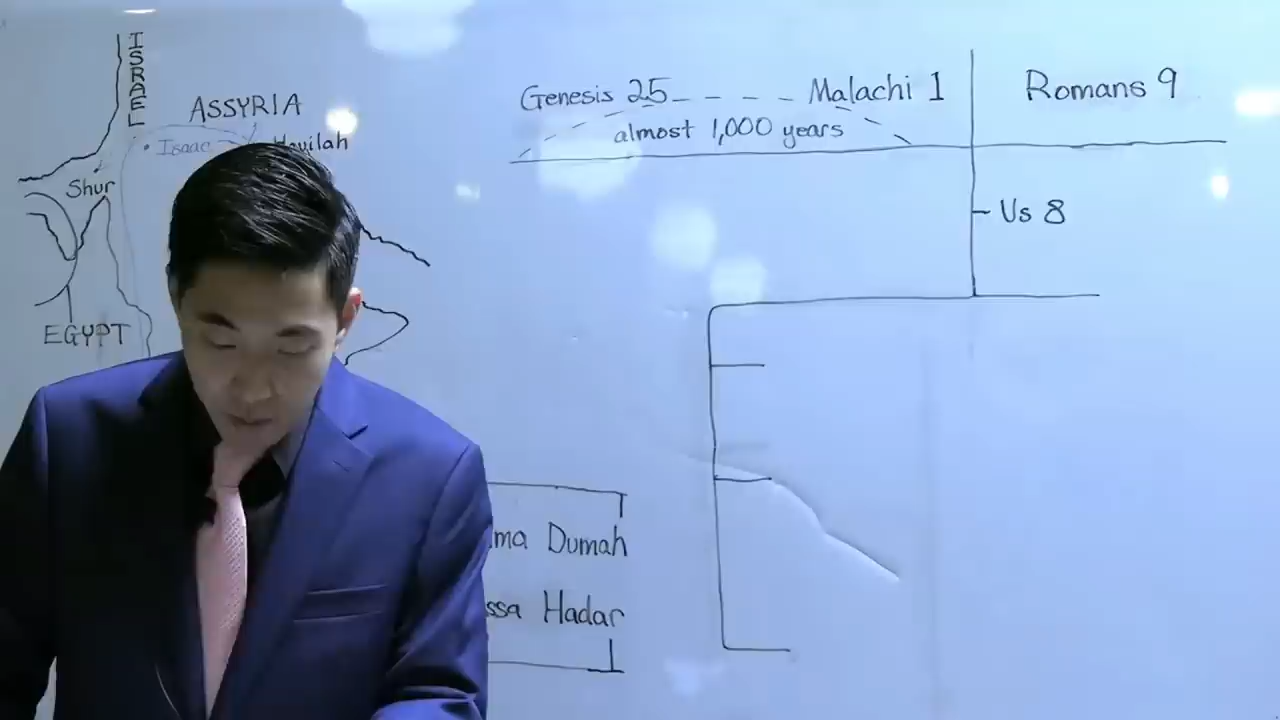 ISRAEL
ASSYRIA
Isaac
Shur
EGYPT
Dumah
Hadar
Genesis 25 - - - - Malachi 1
almost 1,000 years
Romans 9
Vs 8